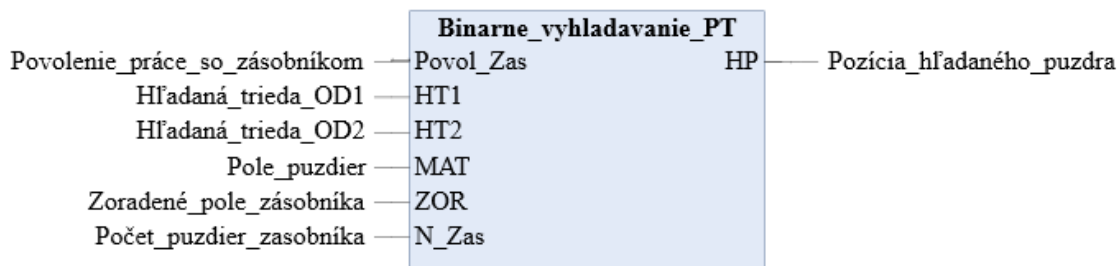 Binarne_vyhladavanie_PT
Povolenie_práce_so_zásobníkom Povol_Zas HP Pozícia_hľadaného_puzdra
Hľadaná_trieda_OD1 HT1
Hľadaná_trieda_OD2 HT2
Pole_puzdier MAT
Zoradené_pole_zásobníka ZOR
Počet_puzdier_zasobníka N_Zas